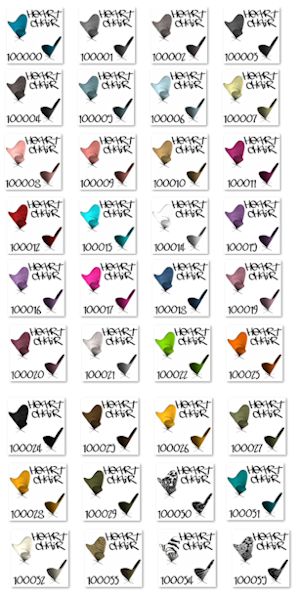 HEART
CHAIR
100000
HEART
CHAIR
100001
HEART
CHAIR
100002
HEART
CHAIR
100003
HEART
CHAIR
100004
HEART
CHAIR
100005
HEART
CHAIR
100006
HEART
CHAIR
100007
HEART
CHAIR
100008
HEART
CHAIR
100009
HEART
CHAIR
100010
HEART
CHAIR
100011
HEART
CHAIR
100012
HEART
CHAIR
100013
HEART
CHAIR
100014
HEART
CHAIR
100015
HEART
CHAIR
100016
HEART
CHAIR
100017
HEART
CHAIR
100018
HEART
CHAIR
100019
HEART
CHAIR
100020
HEART
CHAIR
100021
HEART
CHAIR
100022
HEART
CHAIR
100023
HEART
CHAIR
100024
HEART
CHAIR
100025
HEART
CHAIR
100026
HEART
CHAIR
100027
HEART
CHAIR
100028
HEART
CHAIR
100029
HEART
CHAIR
100030
HEART
CHAIR
100031
HEART
CHAIR
100032
HEART
CHAIR
100033
HEART
CHAIR
100034
HEART
CHAIR
100035